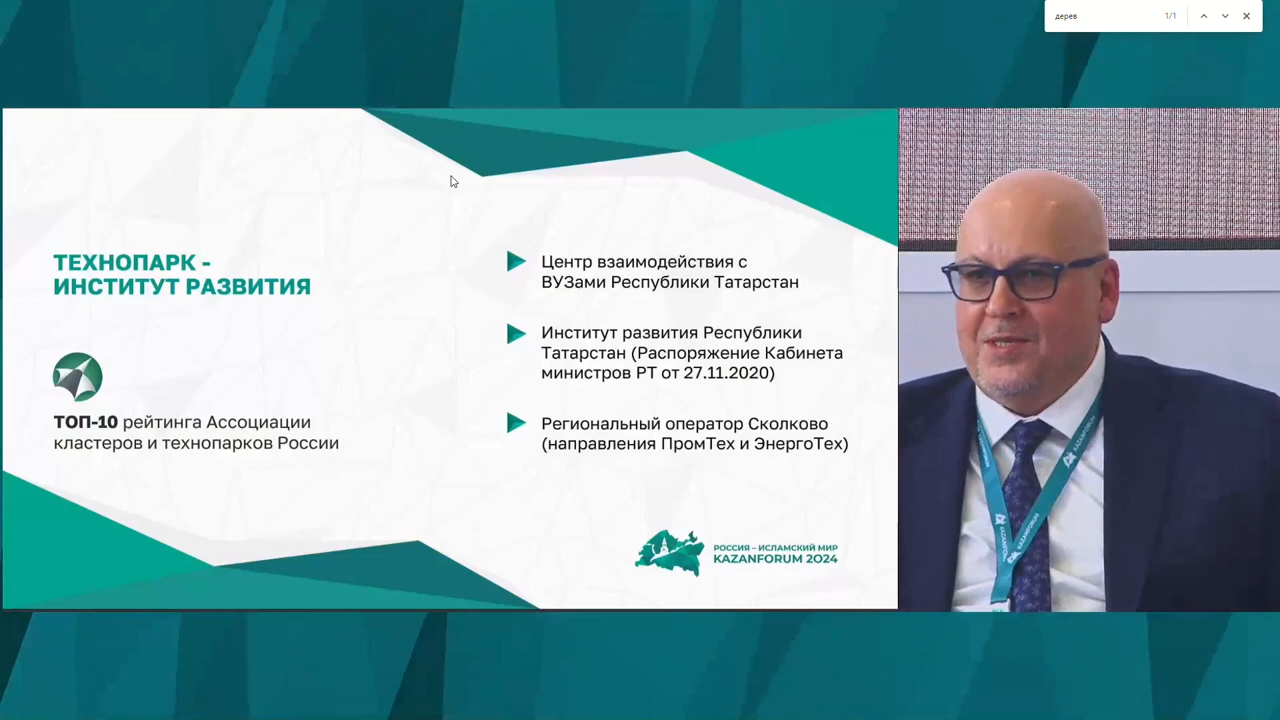 дерев
1/1
ТЕХНОПАРК -
ИНСТИТУТ РАЗВИТИЯ
ТОП-10 рейтинга Ассоциации
кластеров и технопарков России
Центр взаимодействия с
ВУЗами Республики Татарстан
Институт развития Республики
Татарстан (Распоряжение Кабинета
министров РТ от 27.11.2020)
Региональный оператор Сколково
(направления ПромТех и ЭнергоТех)
РОССИЯ – ИСЛАМСКИЙ МИР
KAZANFORUM 2024
KAZANFORUM